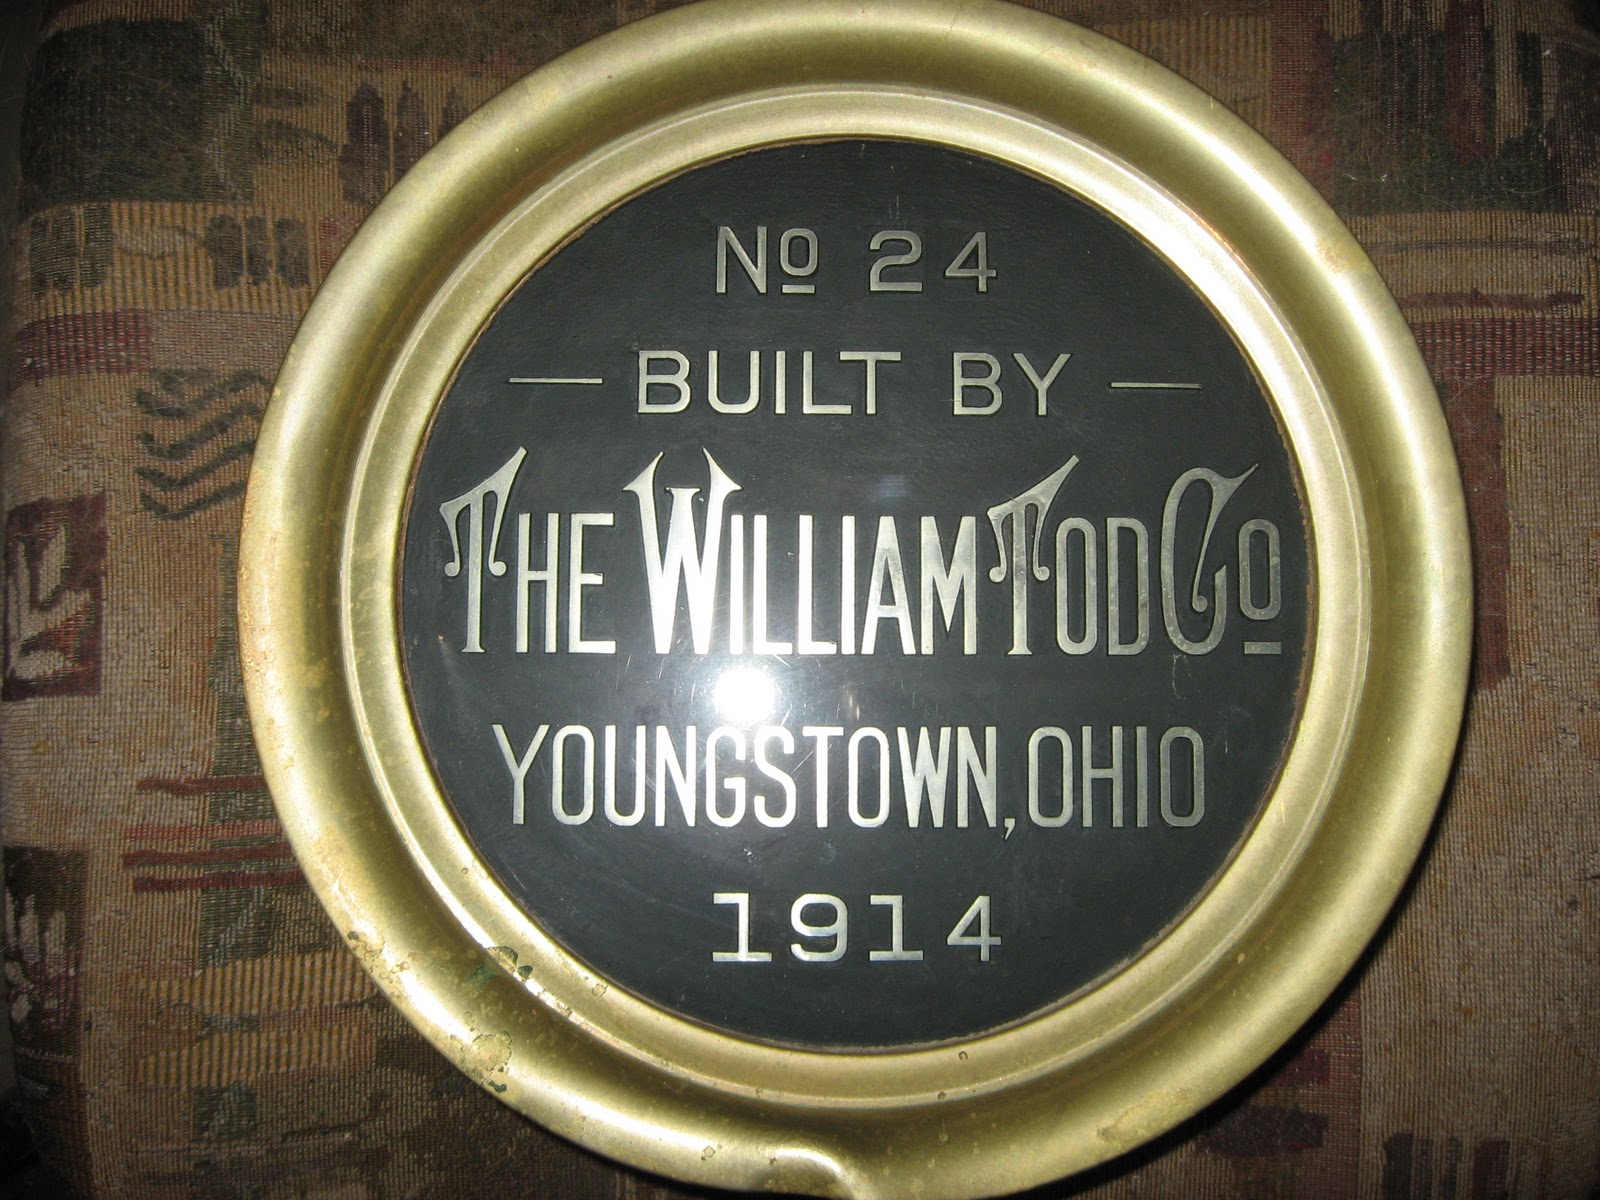 Nº 24
— BUILT BY —
THE WILLIAM TOD Cº
YOUNGSTOWN, OHIO
1914